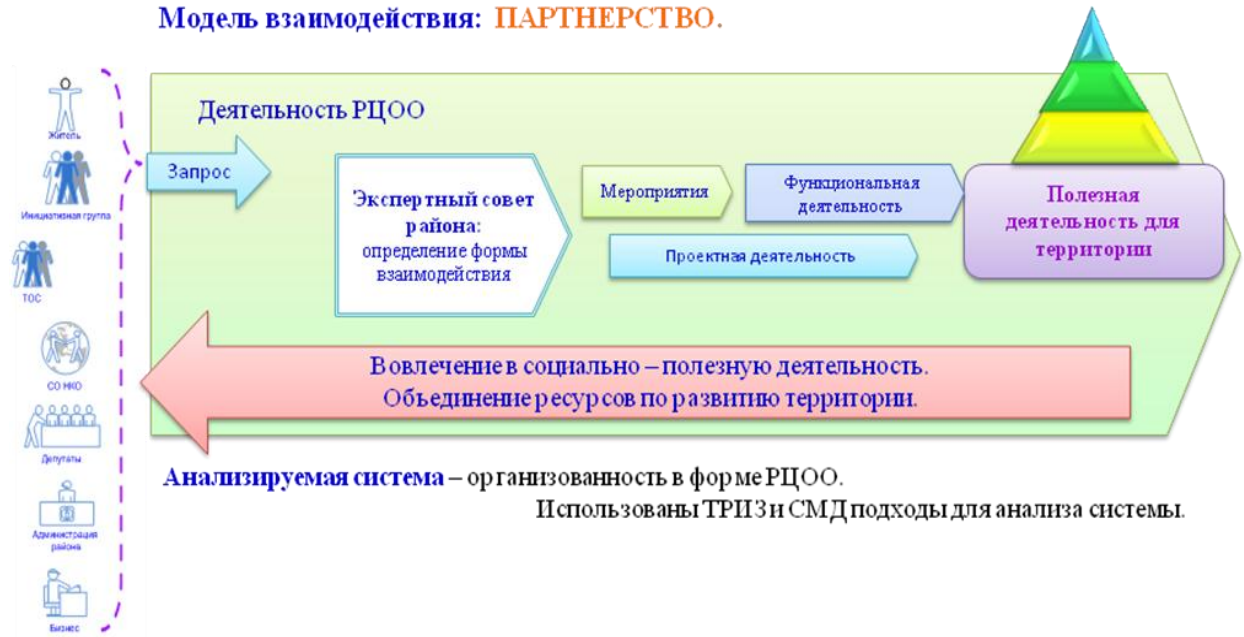 Модель взаимодействия: ПАРТНЕРСТВО.
Житель
Инициативная группа
ТОС
СО НКО
Депутаты
Администрация
района
Бизнес
Деятельность РЦОО
Запрос
Экспертный совет
района:
определение формы
взаимодействия
Мероприятия
Функциональная
деятельность
Проектная деятельность
Полезная
деятельность для
территории
Вовлечение в социально – полезную деятельность.
Объединение ресурсов по развитию территории.
Анализируемая система – организованность в форме РЦОО.
Использованы ТРИЗ и СМД подходы для анализа системы.